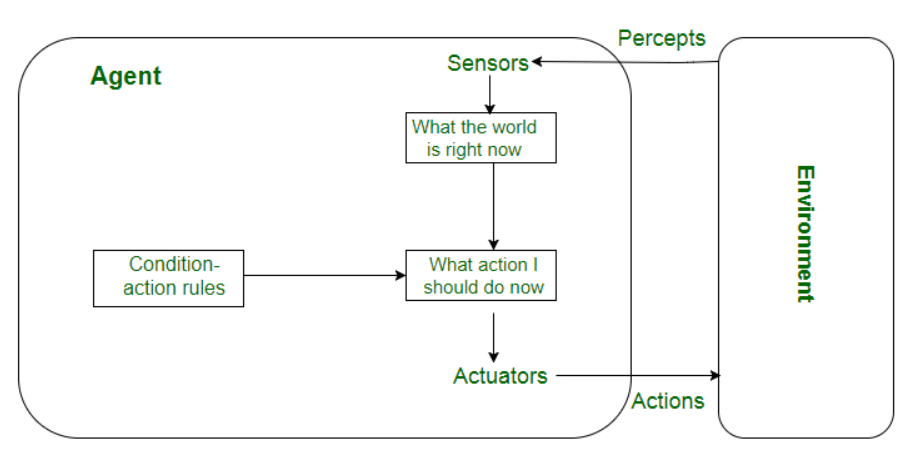 Percepts
Agent
Sensors
What the world
is right now
Environment
Condition-
action rules
What action I
should do now
Actuators
Actions